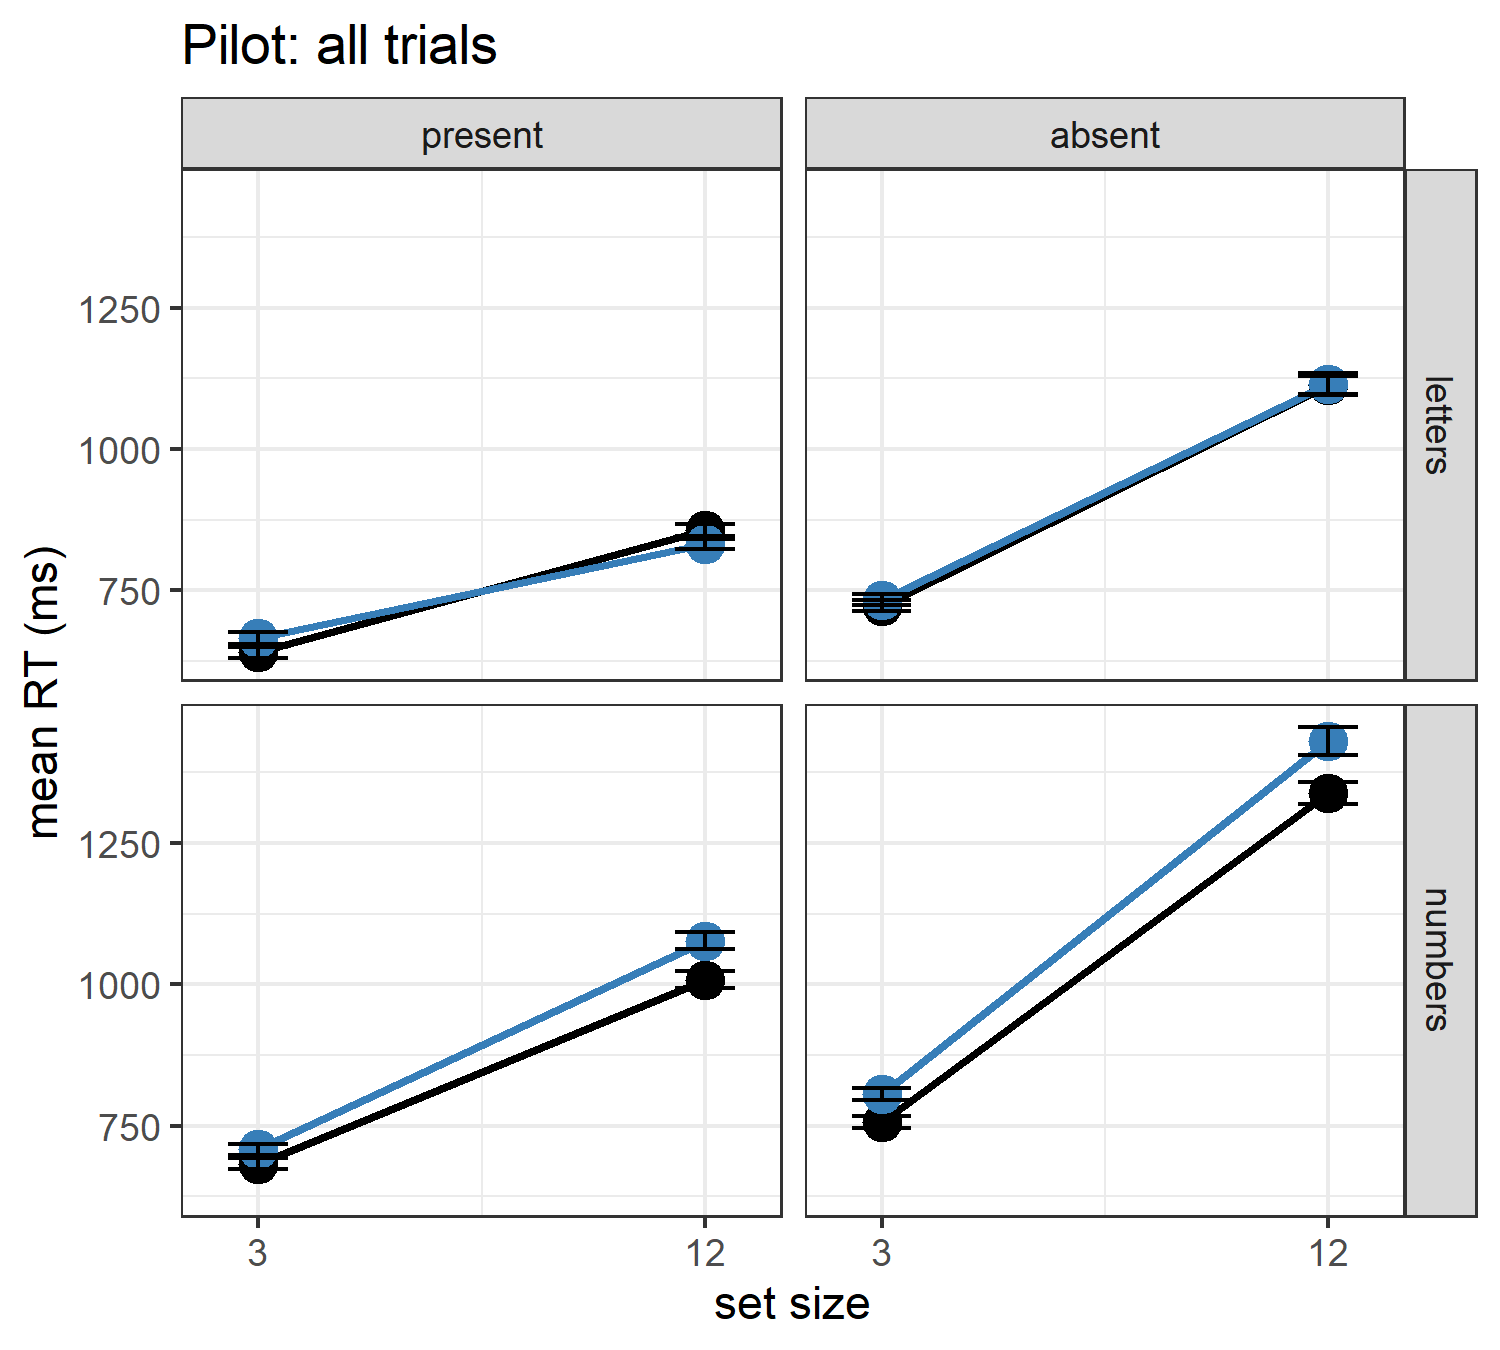 Pilot: all trials
present
absent
1250
1000
750
letters
mean RT (ms)
1250
1000
750
numbers
3
12
3
12
set size